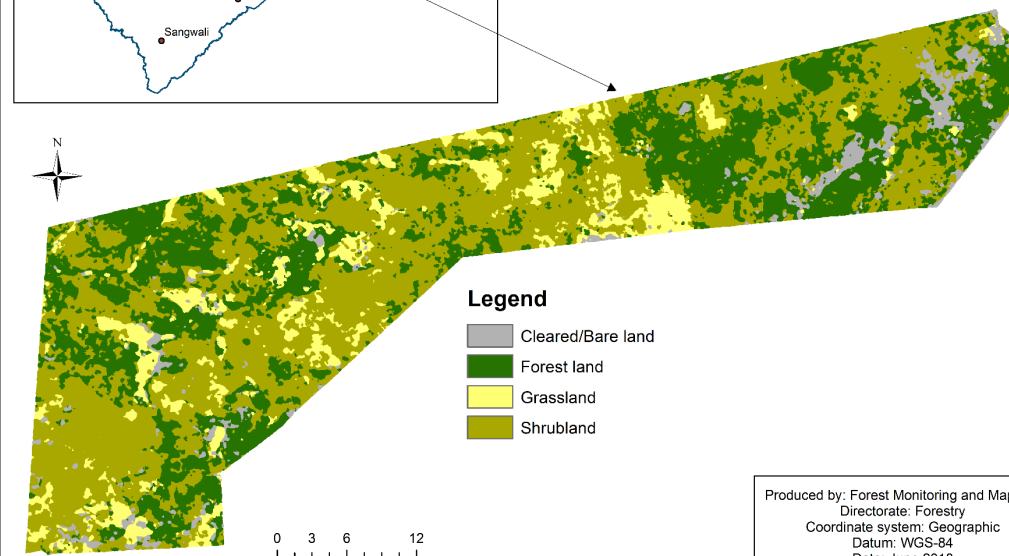 Sangwali
N
Legend
Cleared/Bare land
Forest land
Grassland
Shrubland
0 3 6 12
Produced by: Forest Monitoring and
Directorate: Forestry
Coordinate system: Geographic
Datum: WGS-84